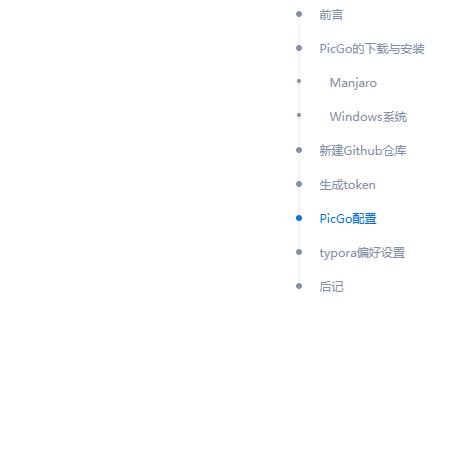 前言
PicGo的下载与安装
Manjaro
Windows系统
新建Github仓库
生成token
PicGo配置
typora偏好设置
后记